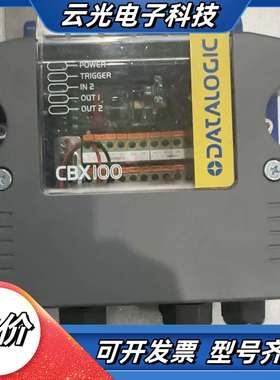 云光电子科技
POWER
TRIGGER
IN 2
OUT 1
OUT 2
DATALOGIC
CBX100
价
可开发票 型号齐